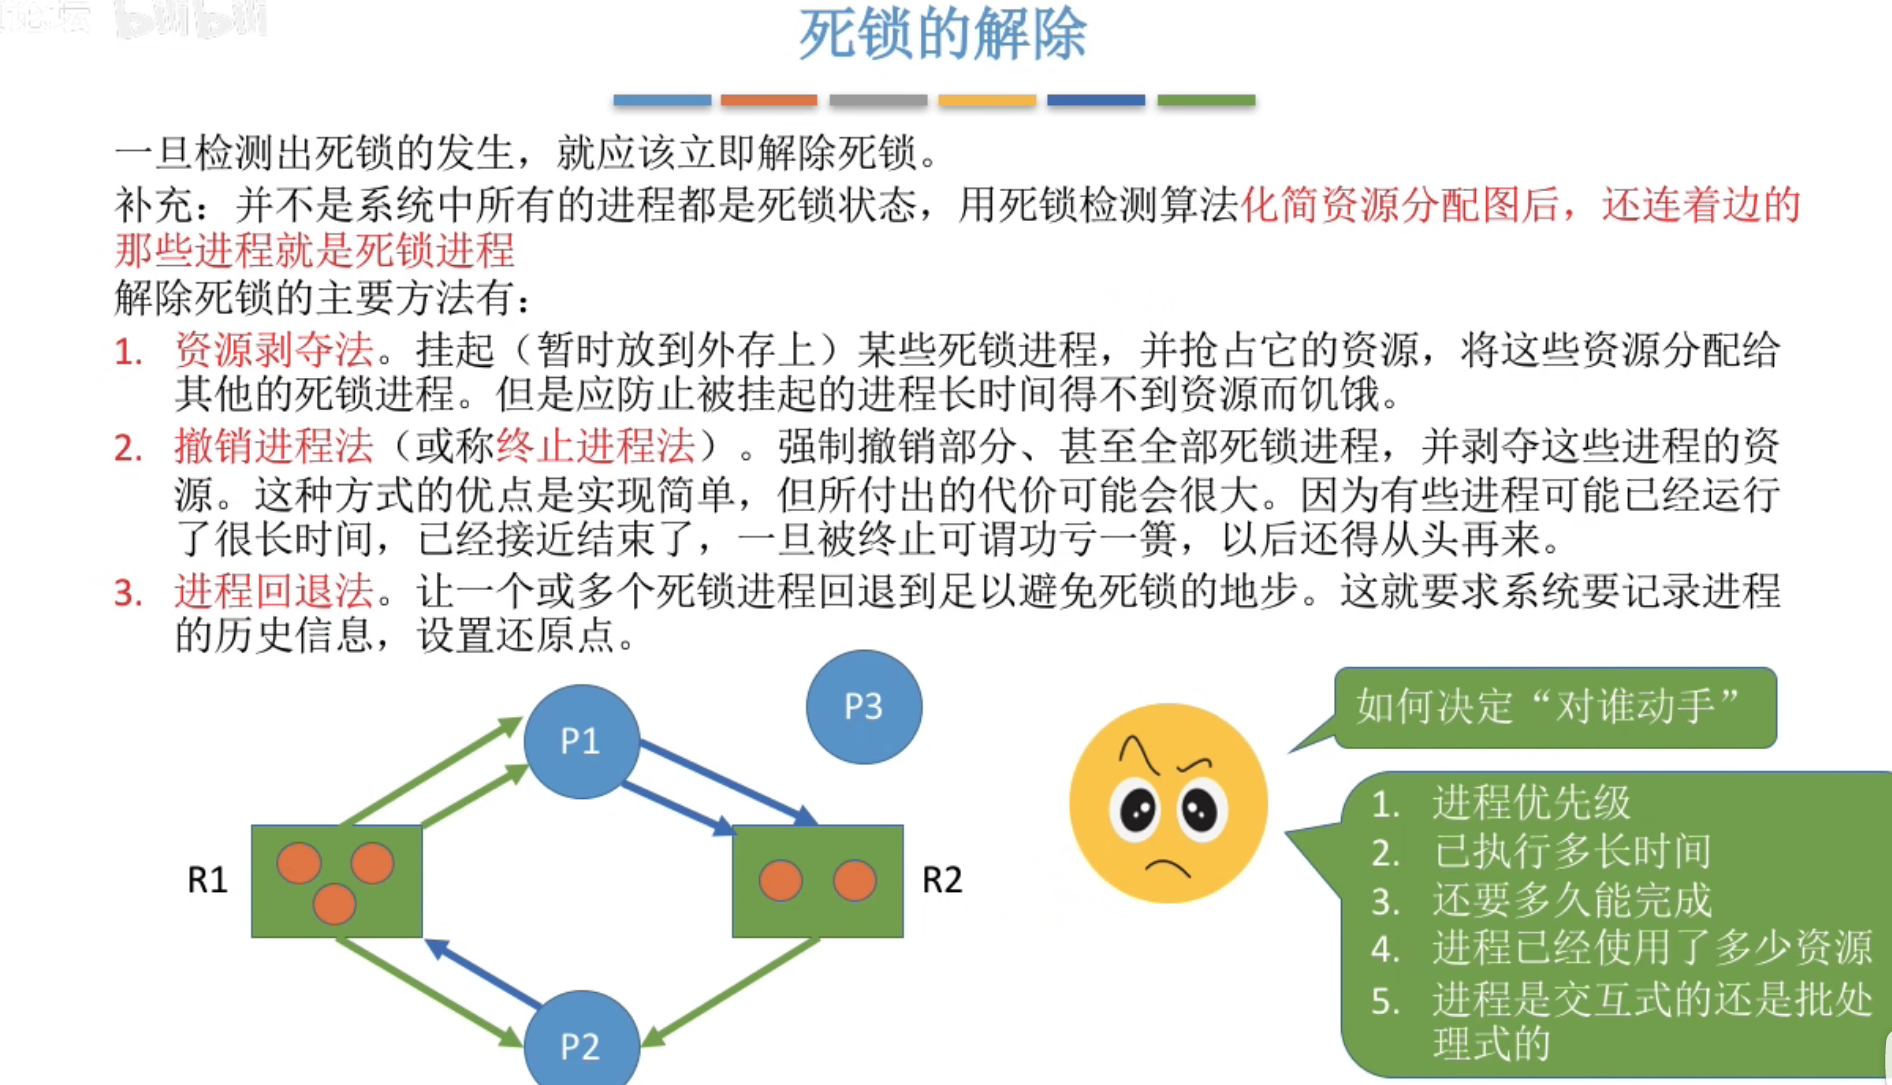 论坛 bilibili
死锁的解除
一旦检测出死锁的发生，就应该立即解除死锁。
补充：并不是系统中所有的进程都是死锁状态，用死锁检测算法化简资源分配图后，还连着边的
那些进程就是死锁进程
解除死锁的主要方法有：
1. 资源剥夺法。挂起（暂时放到外存上）某些死锁进程，并抢占它的资源，将这些资源分配给
其他的死锁进程。但是应防止被挂起的进程长时间得不到资源而饥饿。
2. 撤销进程法（或称终止进程法）。强制撤销部分、甚至全部死锁进程，并剥夺这些进程的资
源。这种方式的优点是实现简单，但所付出的代价可能会很大。因为有些进程可能已经运行
了很长时间，已经接近结束了，一旦被终止可谓功亏一篑，以后还得从头再来。
3. 进程回退法。让一个或多个死锁进程回退到足以避免死锁的地步。这就要求系统要记录进程
的历史信息，设置还原点。
P1
P3
R1
R2
P2
如何决定“对谁动手”
1. 进程优先级
2. 已执行多长时间
3. 还要多久能完成
4. 进程已经使用了多少资源
5. 进程是交互式的还是批处
理式的